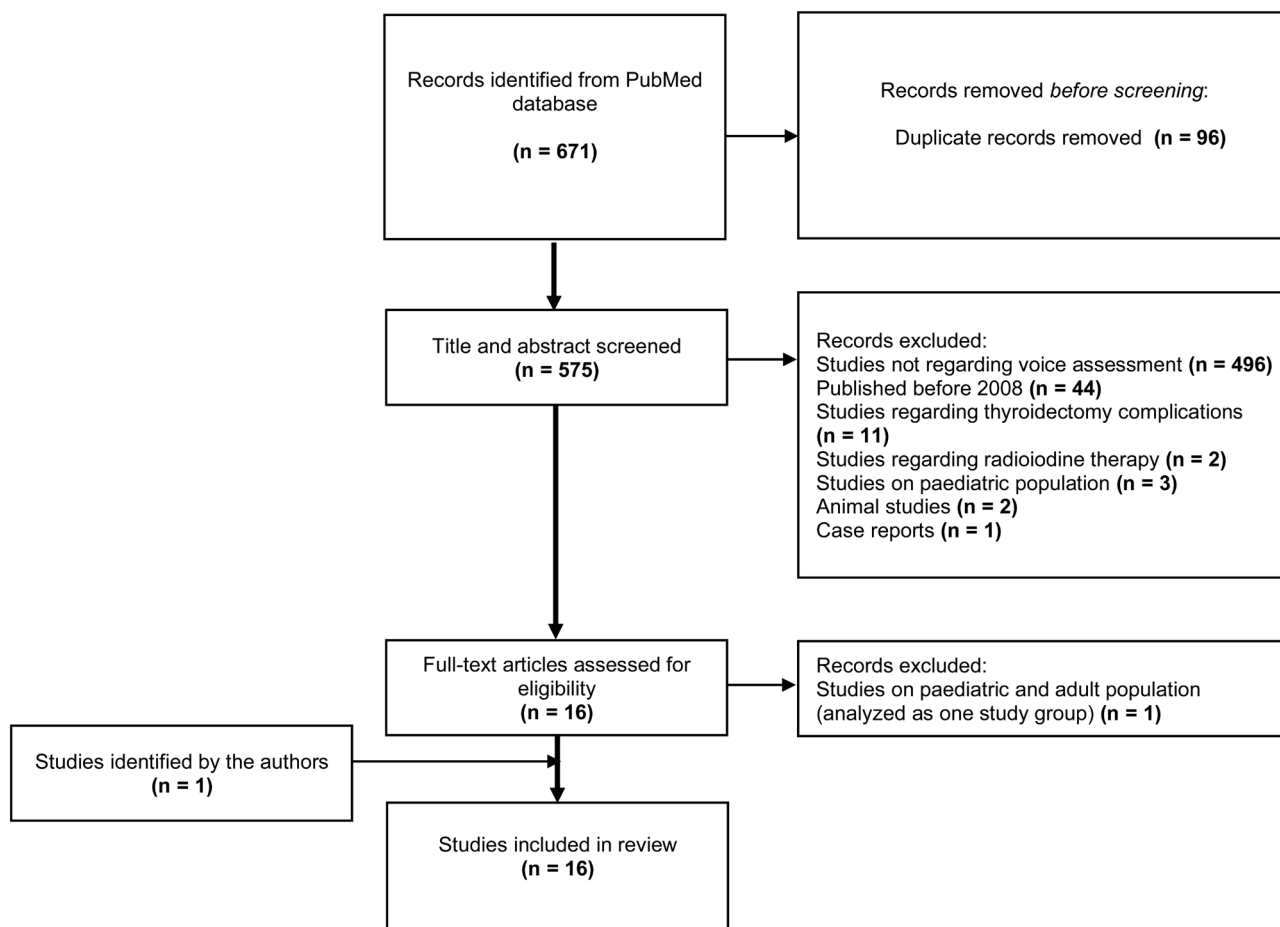 Records identified from PubMed
database
(n = 671)
Records removed before screening:
Duplicate records removed (n = 96)
Title and abstract screened
(n = 575)
Records excluded:
Studies not regarding voice assessment (n = 496)
Published before 2008 (n = 44)
Studies regarding thyroidectomy complications
(n = 11)
Studies regarding radioiodine therapy (n = 2)
Studies on paediatric population (n = 3)
Animal studies (n = 2)
Case reports (n = 1)
Full-text articles assessed for
eligibility
(n = 16)
Records excluded:
Studies on paediatric and adult population
(analyzed as one study group) (n = 1)
Studies identified by the authors
(n = 1)
Studies included in review
(n = 16)